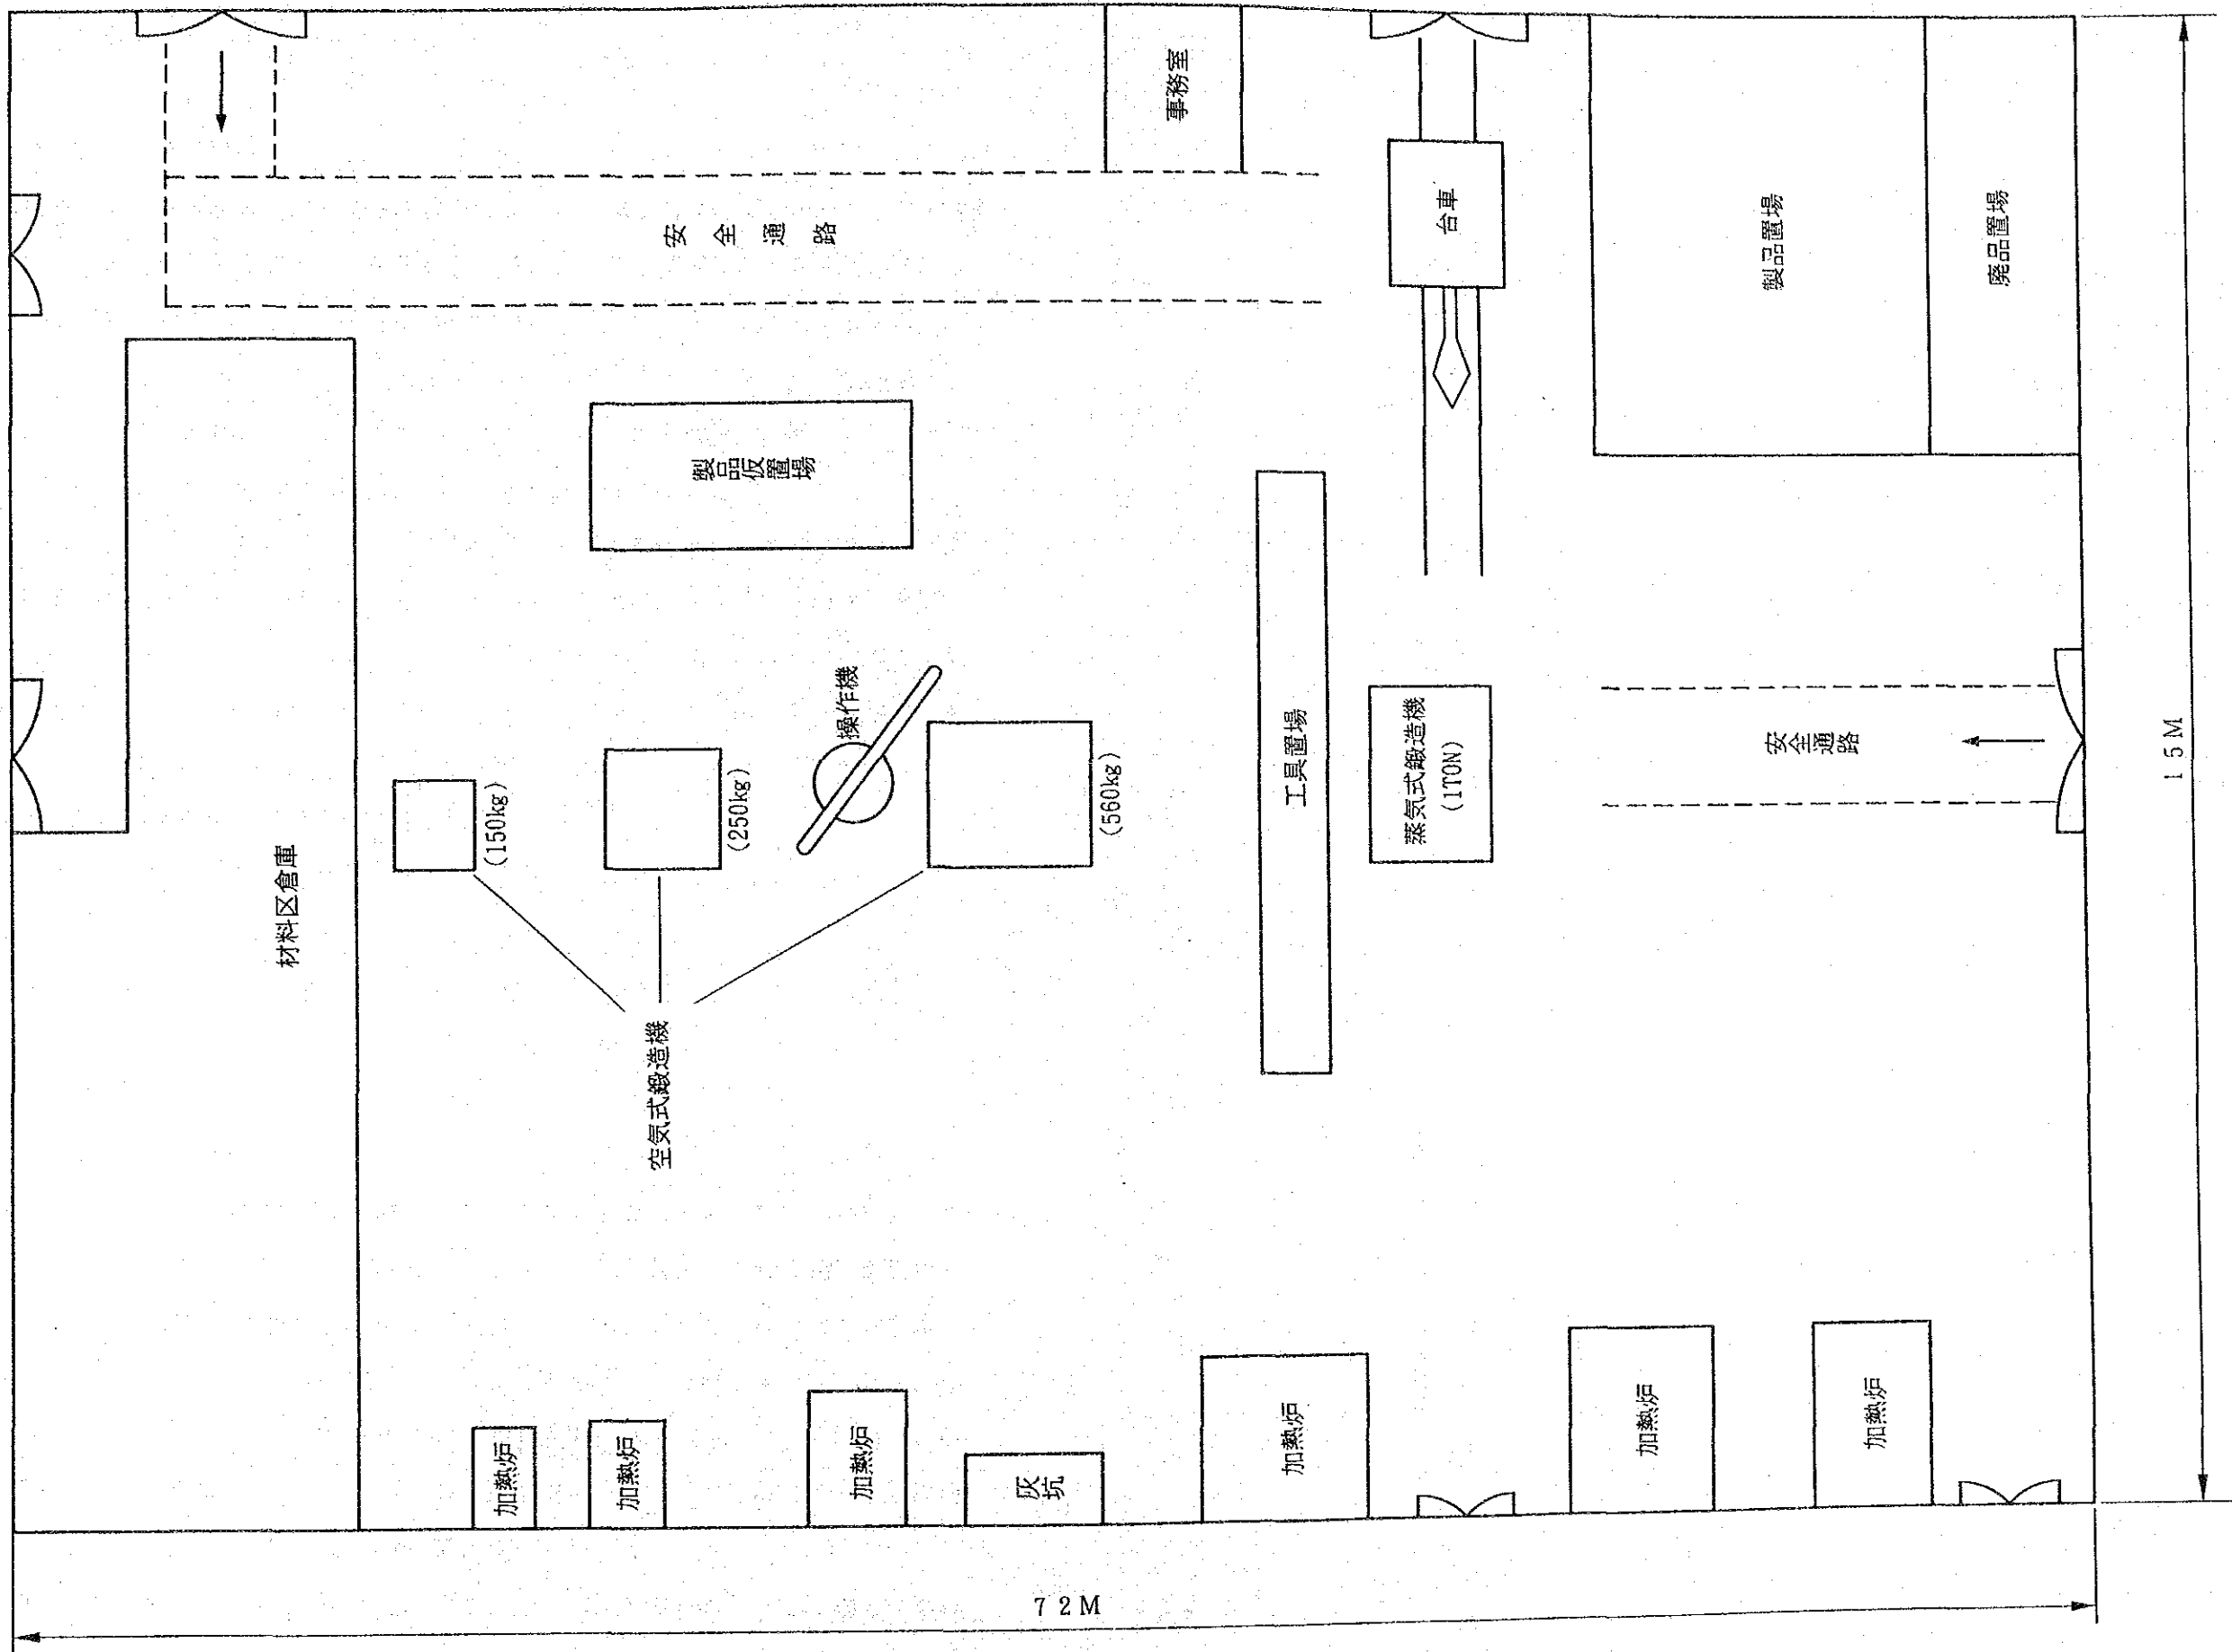 事務室
安全通路
台車
製品置場
廃品置場
製品仮置場
操作機
工具置場
蒸気式鍛造機
(1TON)
安全通路
15M
材料区倉庫
(150kg)
(250kg)
(560kg)
空気式鍛造機
加熱炉
加熱炉
加熱炉
灰坑
加熱炉
加熱炉
加熱炉
72M